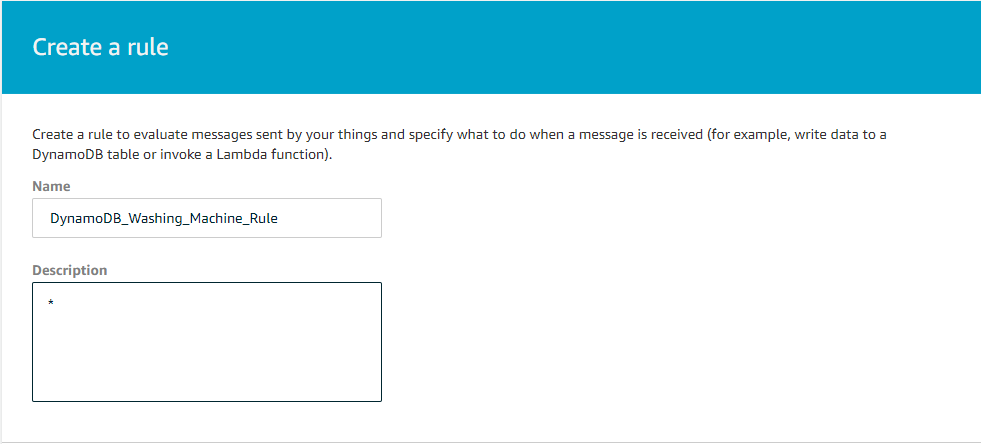 Create a rule
Create a rule to evaluate messages sent by your things and specify what to do when a message is received (for example, write data to a
DynamoDB table or invoke a Lambda function).
Name
DynamoDB_Washing_Machine_Rule
Description
*